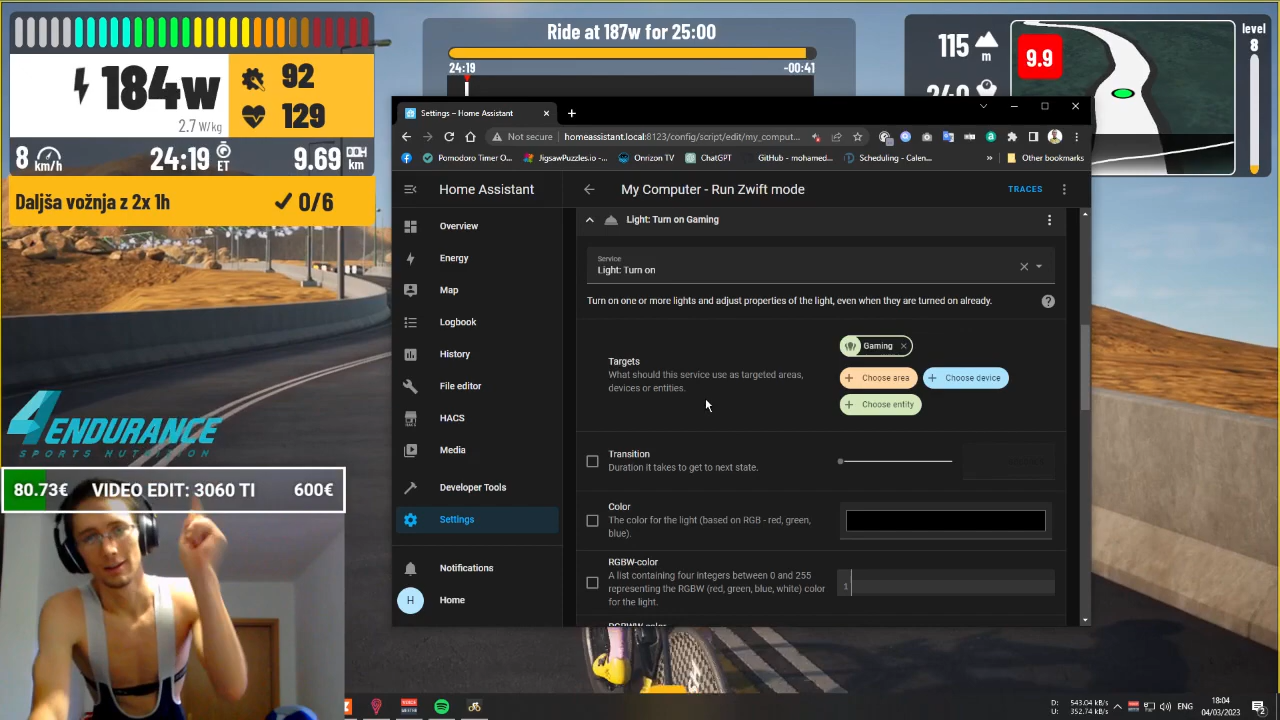 184w
2.7 W/kg
92
129
8 km/h
24:19 ET
9.69 km
Daljša vožnja z 2x 1h
0/6
Ride at 187w for 25:00
24:19
-00:41
115 m
9.9
level
8
Settings – Home Assistant
Not secure
homeassistant.local:8123/config/script/edit/my_comput...
Pomodoro Timer O...
JigsawPuzzles.io -...
Onrizon TV
ChatGPT
GitHub - mohamed...
Scheduling - Calen...
»
Other bookmarks
Home Assistant
My Computer - Run Zwift mode
TRACES
Overview
Energy
Map
Logbook
History
File editor
HACS
Media
Developer Tools
Settings
Notifications
H
Home
Light: Turn on Gaming
Service
Light: Turn on
Turn on one or more lights and adjust properties of the light, even when they are turned on already.
Targets
What should this service use as targeted areas,
devices or entities.
Gaming
Choose area
Choose device
Choose entity
Transition
Duration it takes to get to next state.
Color
The color for the light (based on RGB - red, green,
blue).
RGBW-color
A list containing four integers between 0 and 255
representing the RGBW (red, green, blue, white) color
for the light.
1
4ENDURANCE
SPORTS NUTRITION
80.73€
VIDEO EDIT: 3060 TI
600€
D: 543.04 kB/s
U: 352.74 kB/s
ENG
18:04
04/03/2023
2